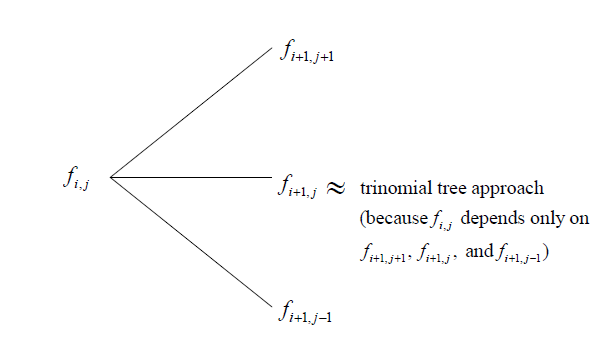 f_{i+1,j+1}
f_{i,j}
f_{i+1,j} ≈ trinomial tree approach
(because f_{i,j} depends only on
f_{i+1,j+1}, f_{i+1,j}, and f_{i+1,j−1})
f_{i+1,j−1}